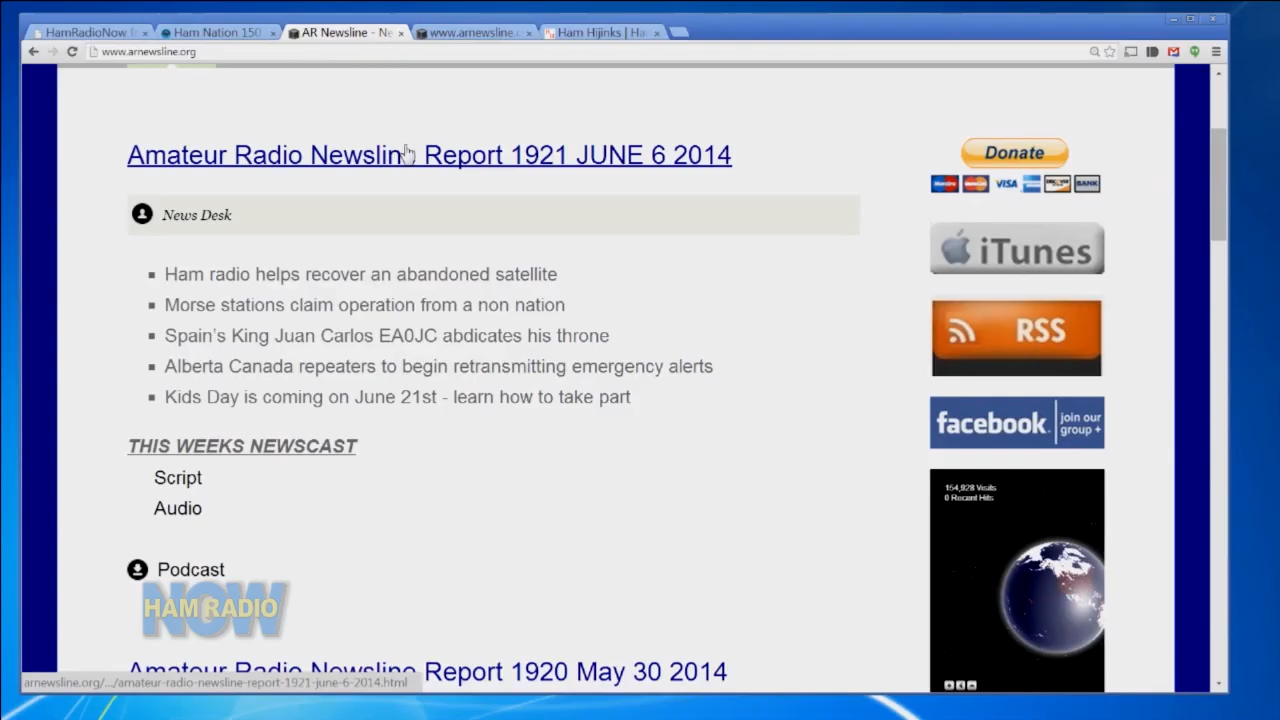 HamRadioNow
Ham Nation 150
AR Newsline - Ne
www.arnewsline.
Ham Hijinks | Ha
www.arnewsline.org
Amateur Radio Newsline Report 1921 JUNE 6 2014
Donate
VISA
BANK
News Desk
iTunes
Ham radio helps recover an abandoned satellite
Morse stations claim operation from a non nation
RSS
Spain's King Juan Carlos EA0JC abdicates his throne
Alberta Canada repeaters to begin retransmitting emergency alerts
Kids Day is coming on June 21st - learn how to take part
facebook. join our
group +
THIS WEEKS NEWSCAST
Script
154,928 Visits
0 Recent Hits
Audio
Podcast
HAM RADIO
NOW
Amateur Radio Newsline Report 1920 May 30 2014
arnewsline.org/.../amateur-radio-newsline-report-1921-june-6-2014.html